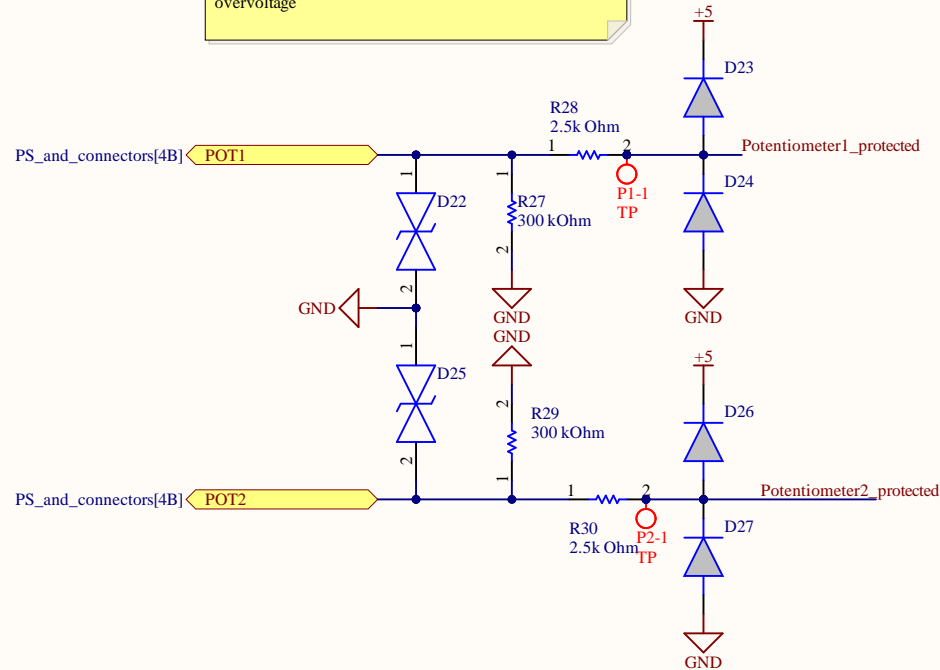 overvoltage
+5
D23
R28
2.5k Ohm
PS_and_connectors[4B]
POT1
1
2
Potentiometer1_protected
1
D22
1
R27
300 kOhm
P1-1
TP
D24
2
2
GND
GND
GND
GND
1
+5
D25
2
R29
300 kOhm
D26
2
1
PS_and_connectors[4B]
POT2
1
2
Potentiometer2_protected
R30
2.5k Ohm
P2-1
TP
D27
GND